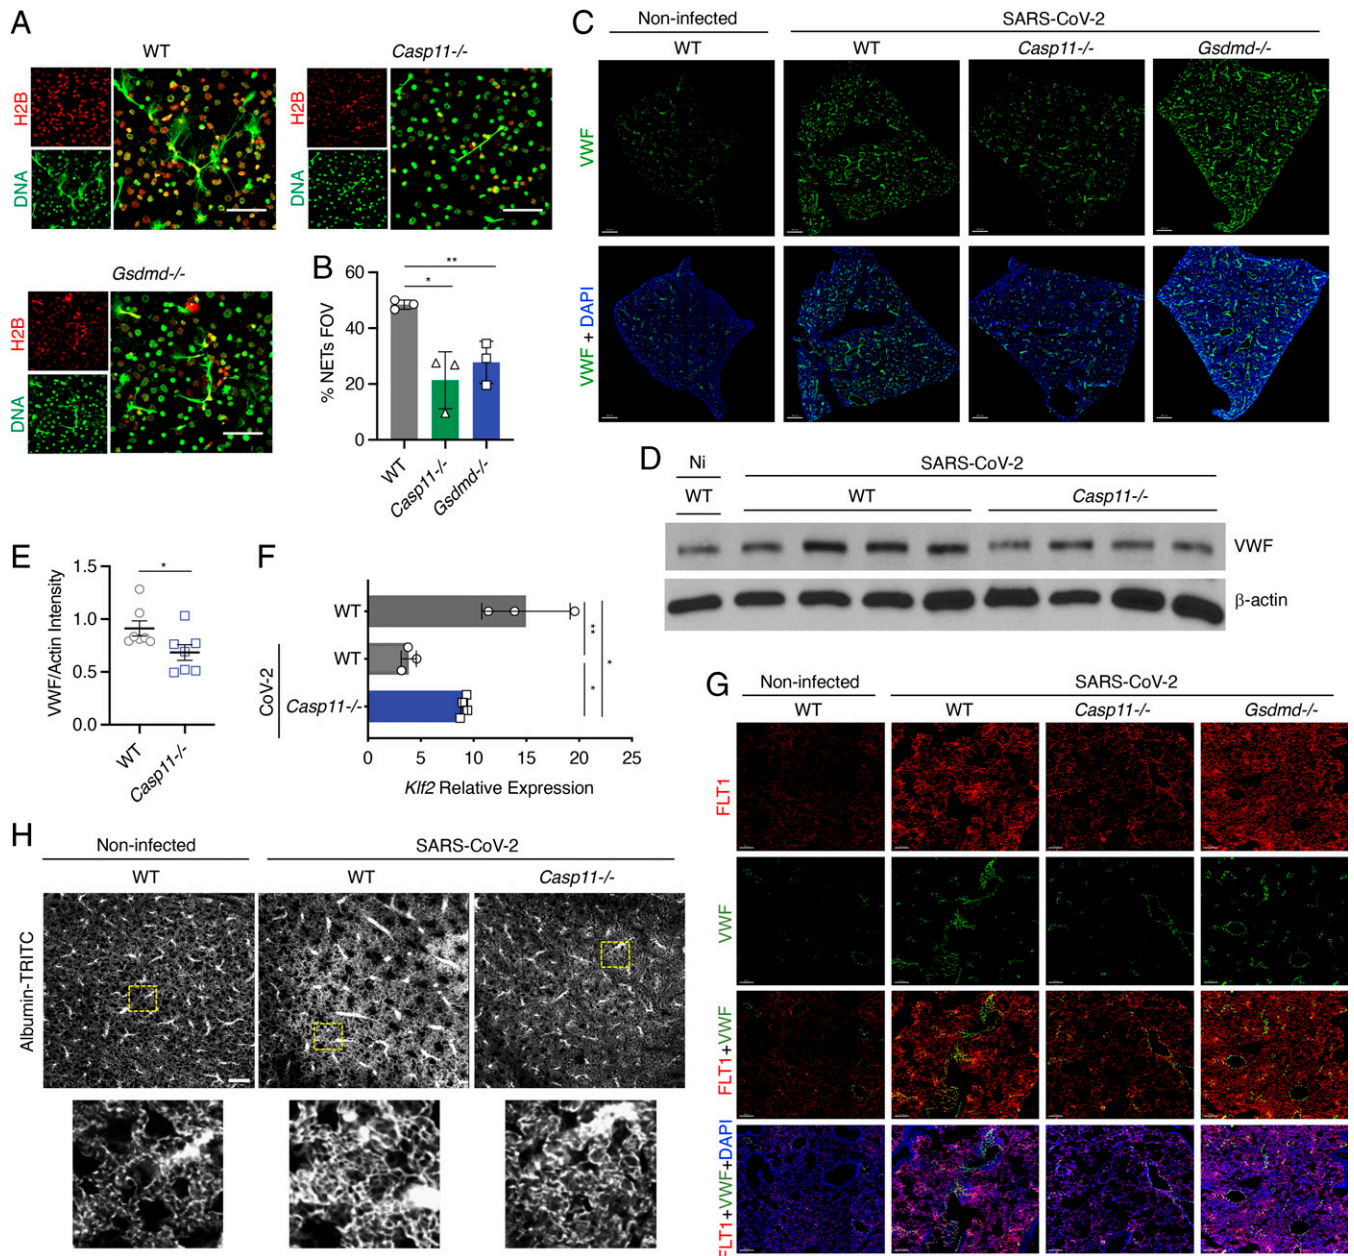 A
WT
Casp11-/-
H2B
DNA
H2B
DNA
Gsdmd-/-
H2B
DNA
B
**
*
60
40
20
0
% NETs FOV
WT
Casp11-/-
Gsdmd-/-
C
Non-infected
SARS-CoV-2
WT
WT
Casp11-/-
Gsdmd-/-
VWF
VWF + DAPI
D
Ni
SARS-CoV-2
WT
WT
Casp11-/-
VWF
β-actin
E
*
1.5
1.0
0.5
0.0
VWF/Actin Intensity
WT
Casp11-/-
F
WT
WT
Casp11-/-
CoV-2
**
*
*
0 5 10 15 20 25
Klf2 Relative Expression
G
Non-infected
SARS-CoV-2
WT
WT
Casp11-/-
Gsdmd-/-
FLT1
VWF
FLT1+VWF
FLT1+VWF+DAPI
H
Non-infected
SARS-CoV-2
WT
WT
Casp11-/-
Albumin-TRITC